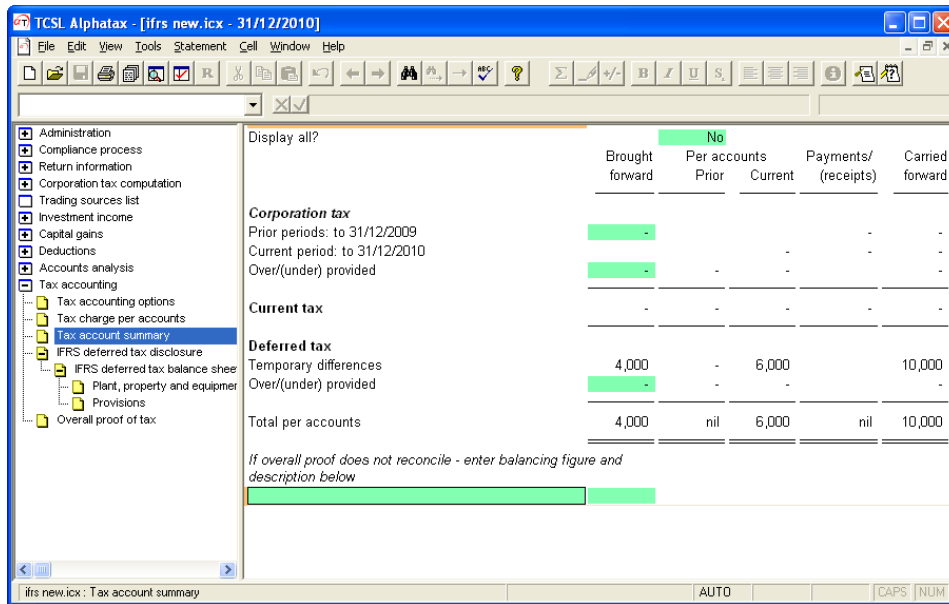 TCSL Alphatax - [ifrs new.icx - 31/12/2010]
File Edit View Tools Statement Cell Window Help
R ABC Σ +/- B I U S
Administration
Compliance process
Return information
Corporation tax computation
Trading sources list
Investment income
Capital gains
Deductions
Accounts analysis
Tax accounting
Tax accounting options
Tax charge per accounts
Tax account summary
IFRS deferred tax disclosure
IFRS deferred tax balance shee
Plant, property and equipmer
Provisions
Overall proof of tax
Display all? No
Brought Per accounts Payments/ Carried
forward Prior Current (receipts) forward
Corporation tax
Prior periods: to 31/12/2009 - - -
Current period: to 31/12/2010 - - -
Over/(under) provided - - - -
Current tax - - - - -
Deferred tax
Temporary differences 4,000 - 6,000 10,000
Over/(under) provided - - - -
Total per accounts 4,000 nil 6,000 nil 10,000
If overall proof does not reconcile - enter balancing figure and
description below
ifrs new.icx : Tax account summary AUTO CAPS NUM